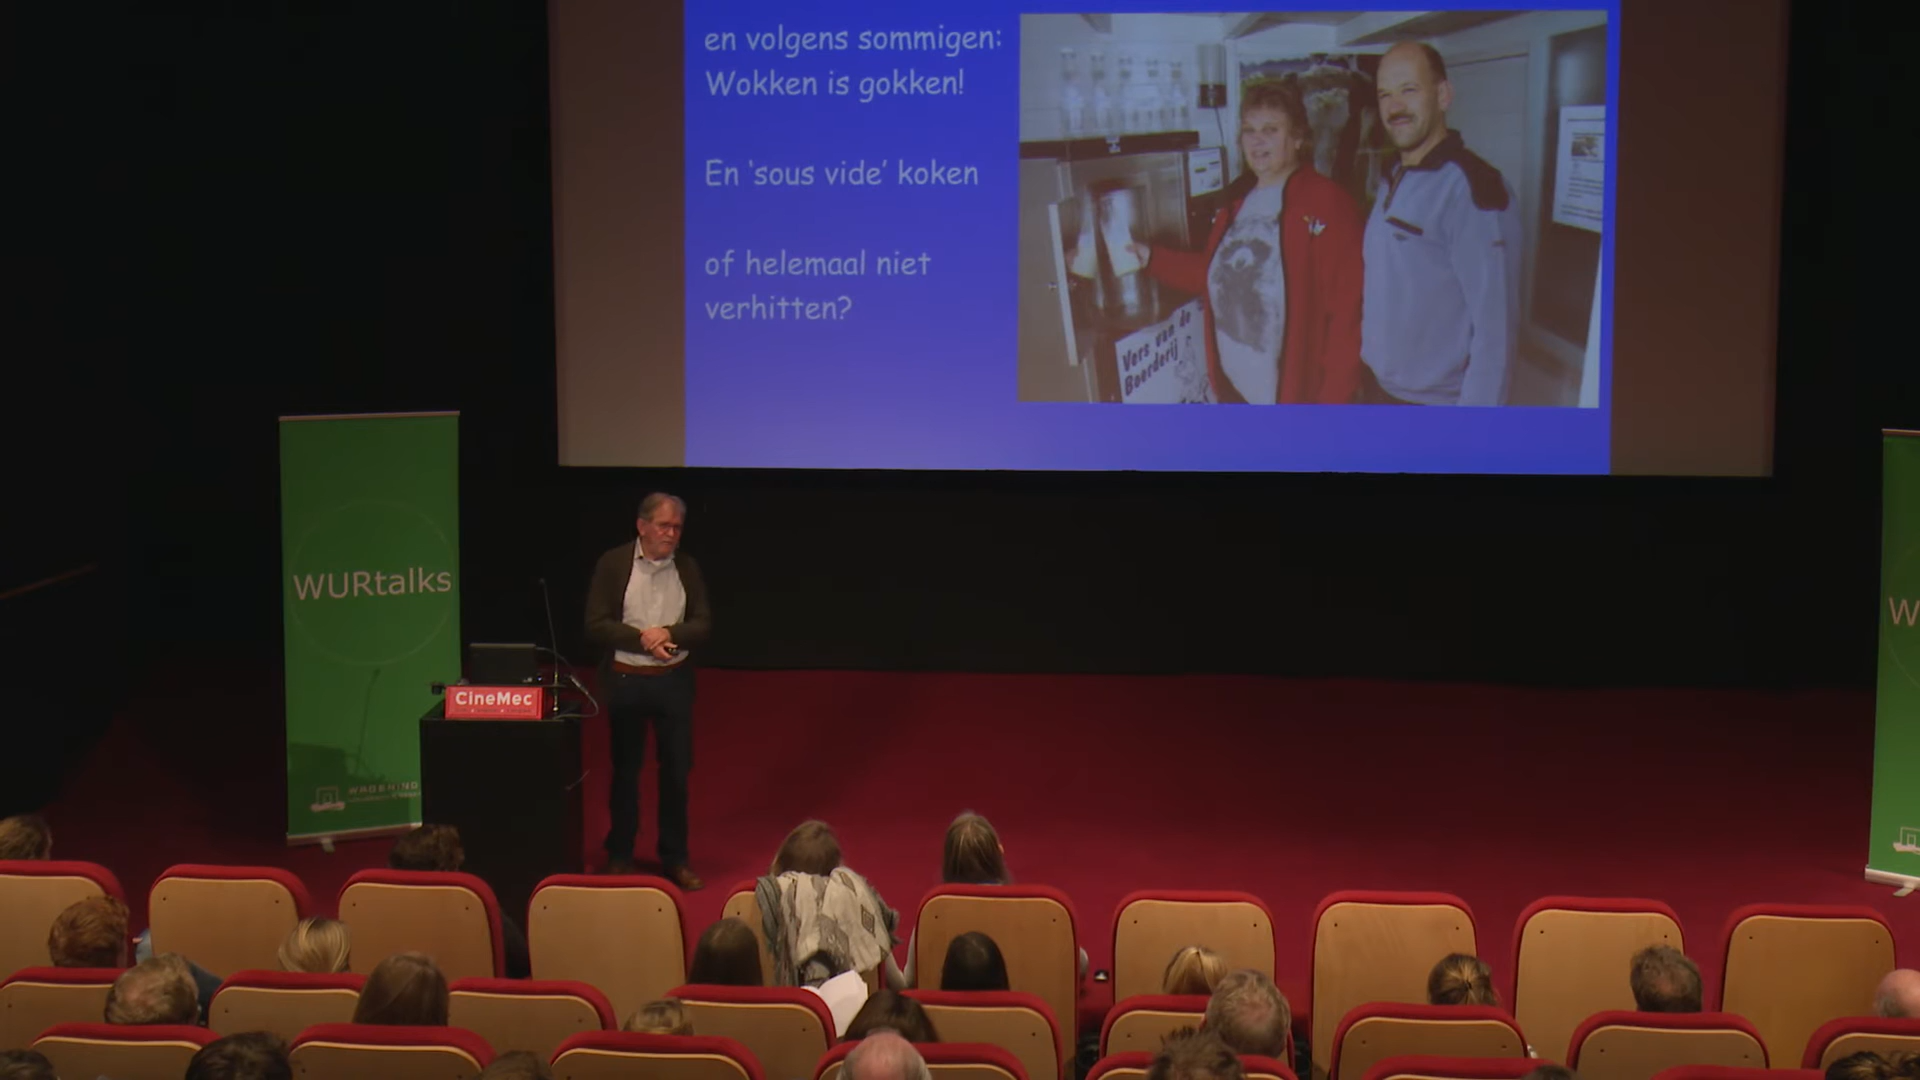 en volgens sommigen:
Wokken is gokken!
En 'sous vide' koken
of helemaal niet
verhitten?
Vers van de
Boerderij
WURtalks
CineMec
W